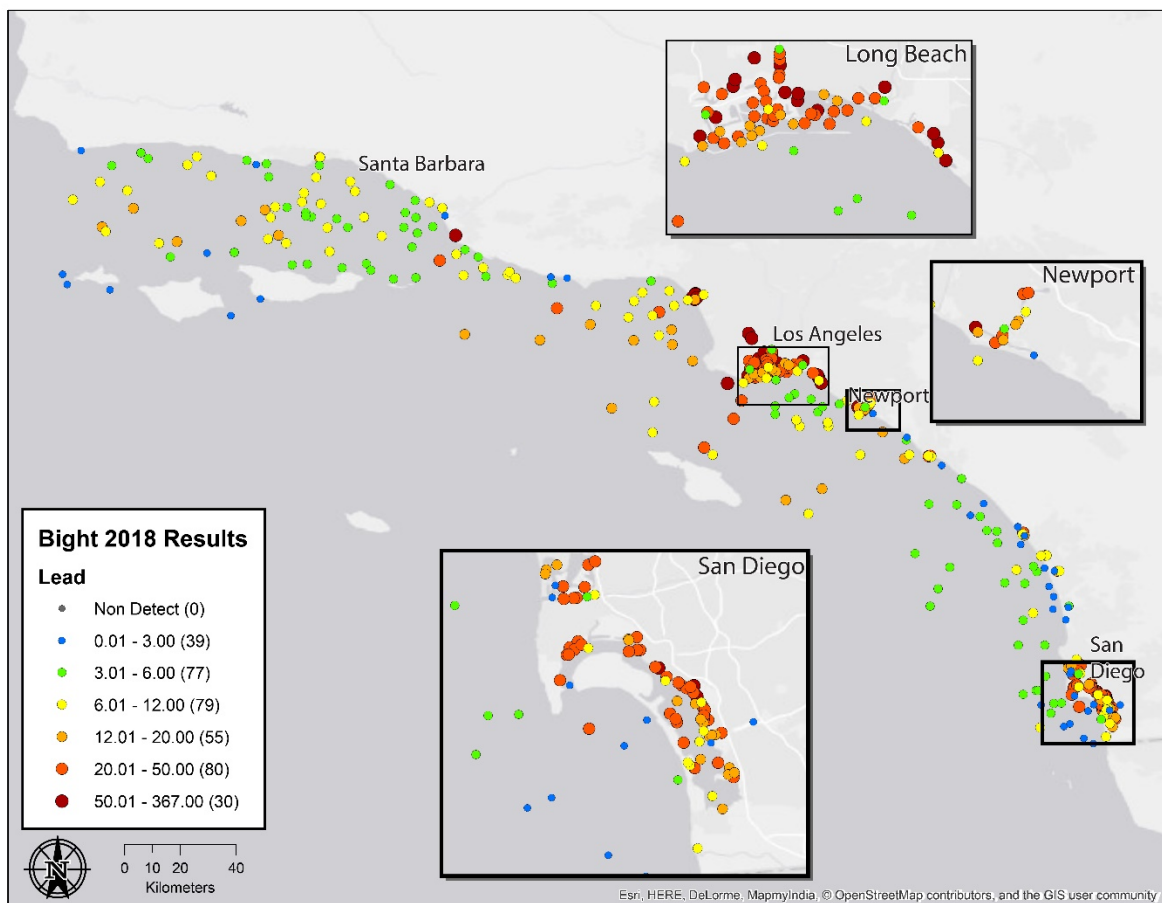 Long Beach
Santa Barbara
Newport
Los Angeles
Newport
San Diego
San
Diego
Bight 2018 Results
Lead
Non Detect (0)
0.01 - 3.00 (39)
3.01 - 6.00 (77)
6.01 - 12.00 (79)
12.01 - 20.00 (55)
20.01 - 50.00 (80)
50.01 - 367.00 (30)
N
0 10 20 40
Kilometers
Esri, HERE, DeLorme, MapmyIndia, © OpenStreetMap contributors, and the GIS user community